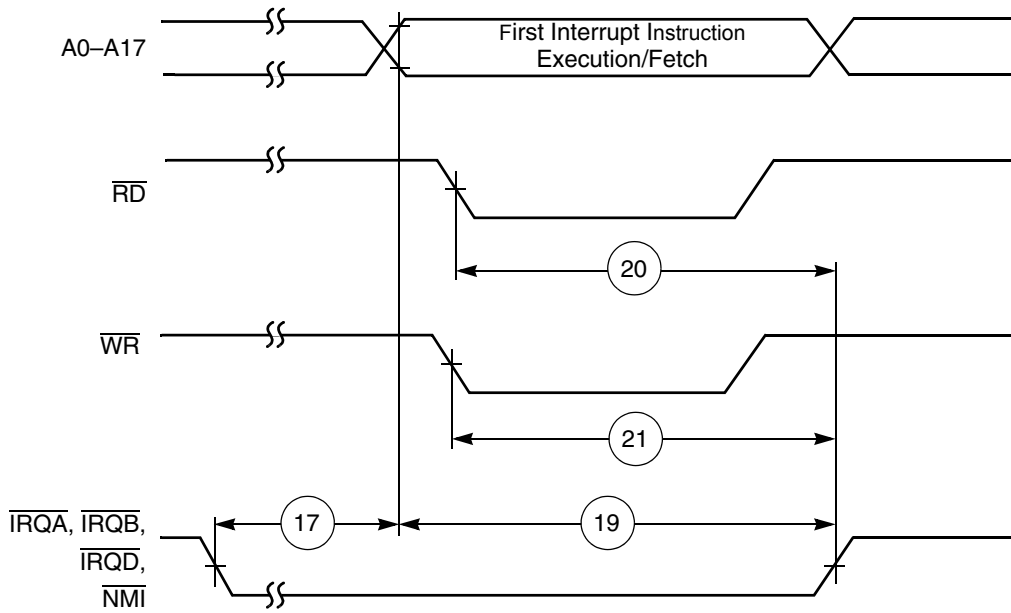 A0–A17
First Interrupt Instruction
Execution/Fetch
RD
20
WR
21
IRQA, IRQB,
IRQD,
NMI
17
19